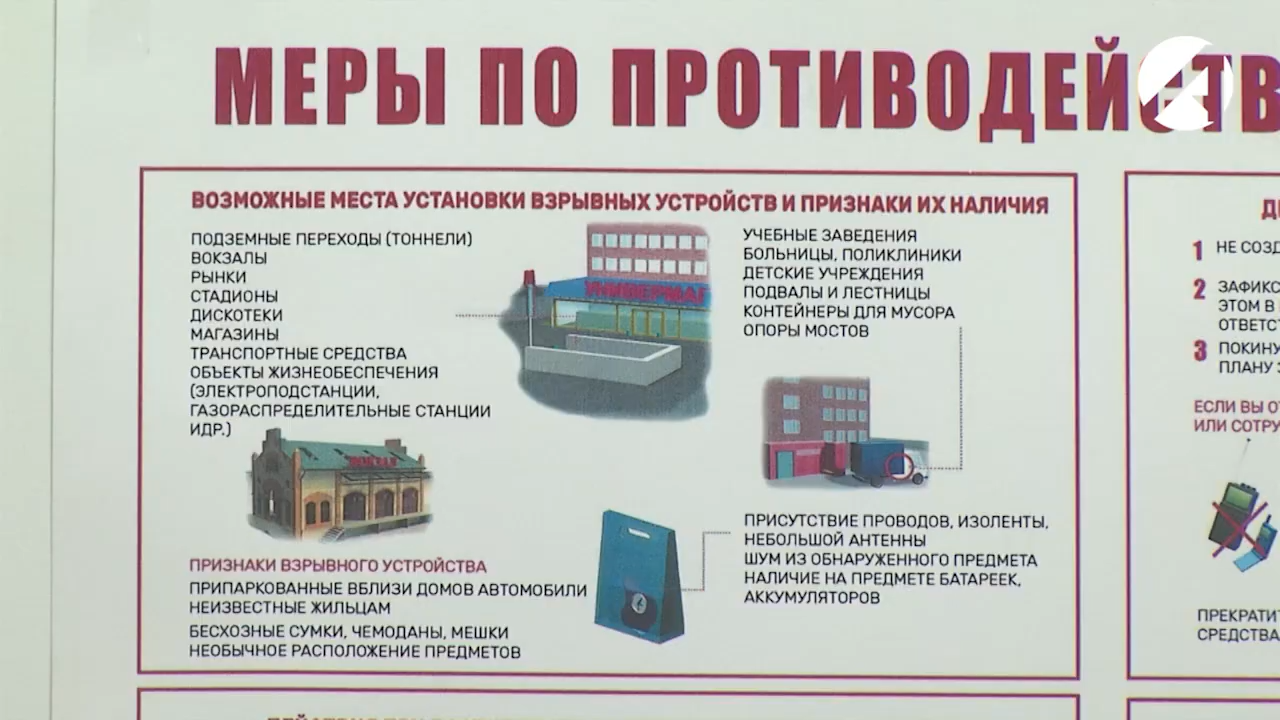 МЕРЫ ПО ПРОТИВОДЕЙСТВ
ВОЗМОЖНЫЕ МЕСТА УСТАНОВКИ ВЗРЫВНЫХ УСТРОЙСТВ И ПРИЗНАКИ ИХ НАЛИЧИЯ
ПОДЗЕМНЫЕ ПЕРЕХОДЫ (ТОННЕЛИ)
ВОКЗАЛЫ
РЫНКИ
СТАДИОНЫ
ДИСКОТЕКИ
МАГАЗИНЫ
ТРАНСПОРТНЫЕ СРЕДСТВА
ОБЪЕКТЫ ЖИЗНЕОБЕСПЕЧЕНИЯ
(ЭЛЕКТРОПОДСТАНЦИИ,
ГАЗОРАСПРЕДЕЛИТЕЛЬНЫЕ СТАНЦИИ
ИДР.)
УНИВЕРМАГ
УЧЕБНЫЕ ЗАВЕДЕНИЯ
БОЛЬНИЦЫ, ПОЛИКЛИНИКИ
ДЕТСКИЕ УЧРЕЖДЕНИЯ
ПОДВАЛЫ И ЛЕСТНИЦЫ
КОНТЕЙНЕРЫ ДЛЯ МУСОРА
ОПОРЫ МОСТОВ
ВОКЗАЛ
ПРИЗНАКИ ВЗРЫВНОГО УСТРОЙСТВА
ПРИПАРКОВАННЫЕ ВБЛИЗИ ДОМОВ АВТОМОБИЛИ
НЕИЗВЕСТНЫЕ ЖИЛЬЦАМ
БЕСХОЗНЫЕ СУМКИ, ЧЕМОДАНЫ, МЕШКИ
НЕОБЫЧНОЕ РАСПОЛОЖЕНИЕ ПРЕДМЕТОВ
ПРИСУТСТВИЕ ПРОВОДОВ, ИЗОЛЕНТЫ,
НЕБОЛЬШОЙ АНТЕННЫ
ШУМ ИЗ ОБНАРУЖЕННОГО ПРЕДМЕТА
НАЛИЧИЕ НА ПРЕДМЕТЕ БАТАРЕЕК,
АККУМУЛЯТОРОВ
1 НЕ СОЗД
2 ЗАФИКС
ЭТОМ В
ОТВЕТСТ
3 ПОКИНУ
ПЛАНУ Э
ЕСЛИ ВЫ ОТ
ИЛИ СОТРУ
ПРЕКРАТИТ
СРЕДСТВА